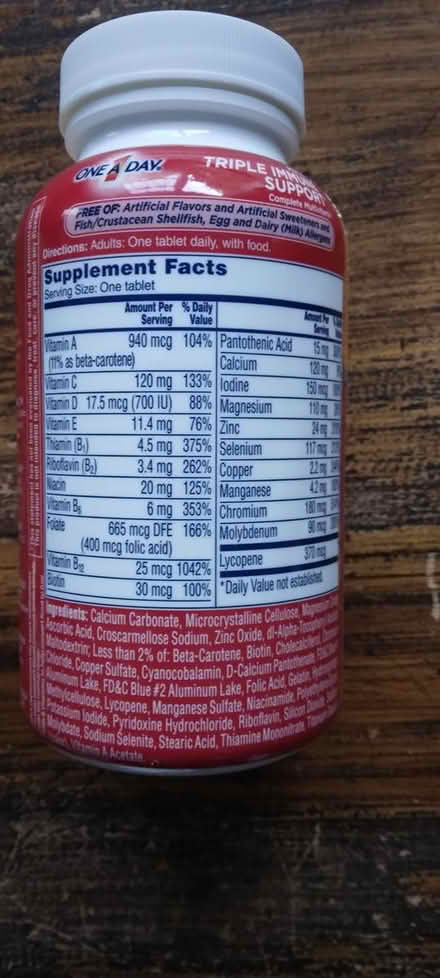 ONE A DAY.
TRIPLE
SUPPORT
Complete
FREE OF: Artificial Flavors and Artificial Sweeteners and
Fish/Crustacean Shellfish, Egg and Dairy (Milk) Allergens
Directions: Adults: One tablet daily, with food.
Supplement Facts
Serving Size: One tablet
Amount Per Serving % Daily Value
Vitamin A 940 mcg 104%
(11% as beta-carotene)
Vitamin C 120 mg 133%
Vitamin D 17.5 mcg (700 IU) 88%
Vitamin E 11.4 mg 76%
Thiamin (B1) 4.5 mg 375%
Riboflavin (B2) 3.4 mg 262%
Niacin 20 mg 125%
Vitamin B6 6 mg 353%
Folate 665 mcg DFE 166%
(400 mcg folic acid)
Vitamin B12 25 mcg 1042%
Biotin 30 mcg 100%
Amount Per
Serving
Pantothenic Acid 15 mg
Calcium 120 mg
Iodine 150 mcg
Magnesium 110 mg
Zinc 24 mg
Selenium 117 mcg
Copper 2.2 mg
Manganese 4.2 mg
Chromium 180 mcg
Molybdenum 90 mcg
Lycopene 370 mcg
*Daily Value not established.
Ingredients: Calcium Carbonate, Microcrystalline Cellulose,
Ascorbic Acid, Croscarmellose Sodium, Zinc Oxide,
Maltodextrin; Less than 2% of: Beta-Carotene, Biotin,
Chloride, Copper Sulfate, Cyanocobalamin, D-Calcium
Lake, FD&C Blue #2 Aluminum Lake, Folic Acid, Gelatin,
Lycopene, Manganese Sulfate, Niacinamide,
Potassium Iodide, Pyridoxine Hydrochloride, Riboflavin, Silicon
Sodium Selenite, Stearic Acid, Thiamine Mononitrate,
Vitamin A Acetate